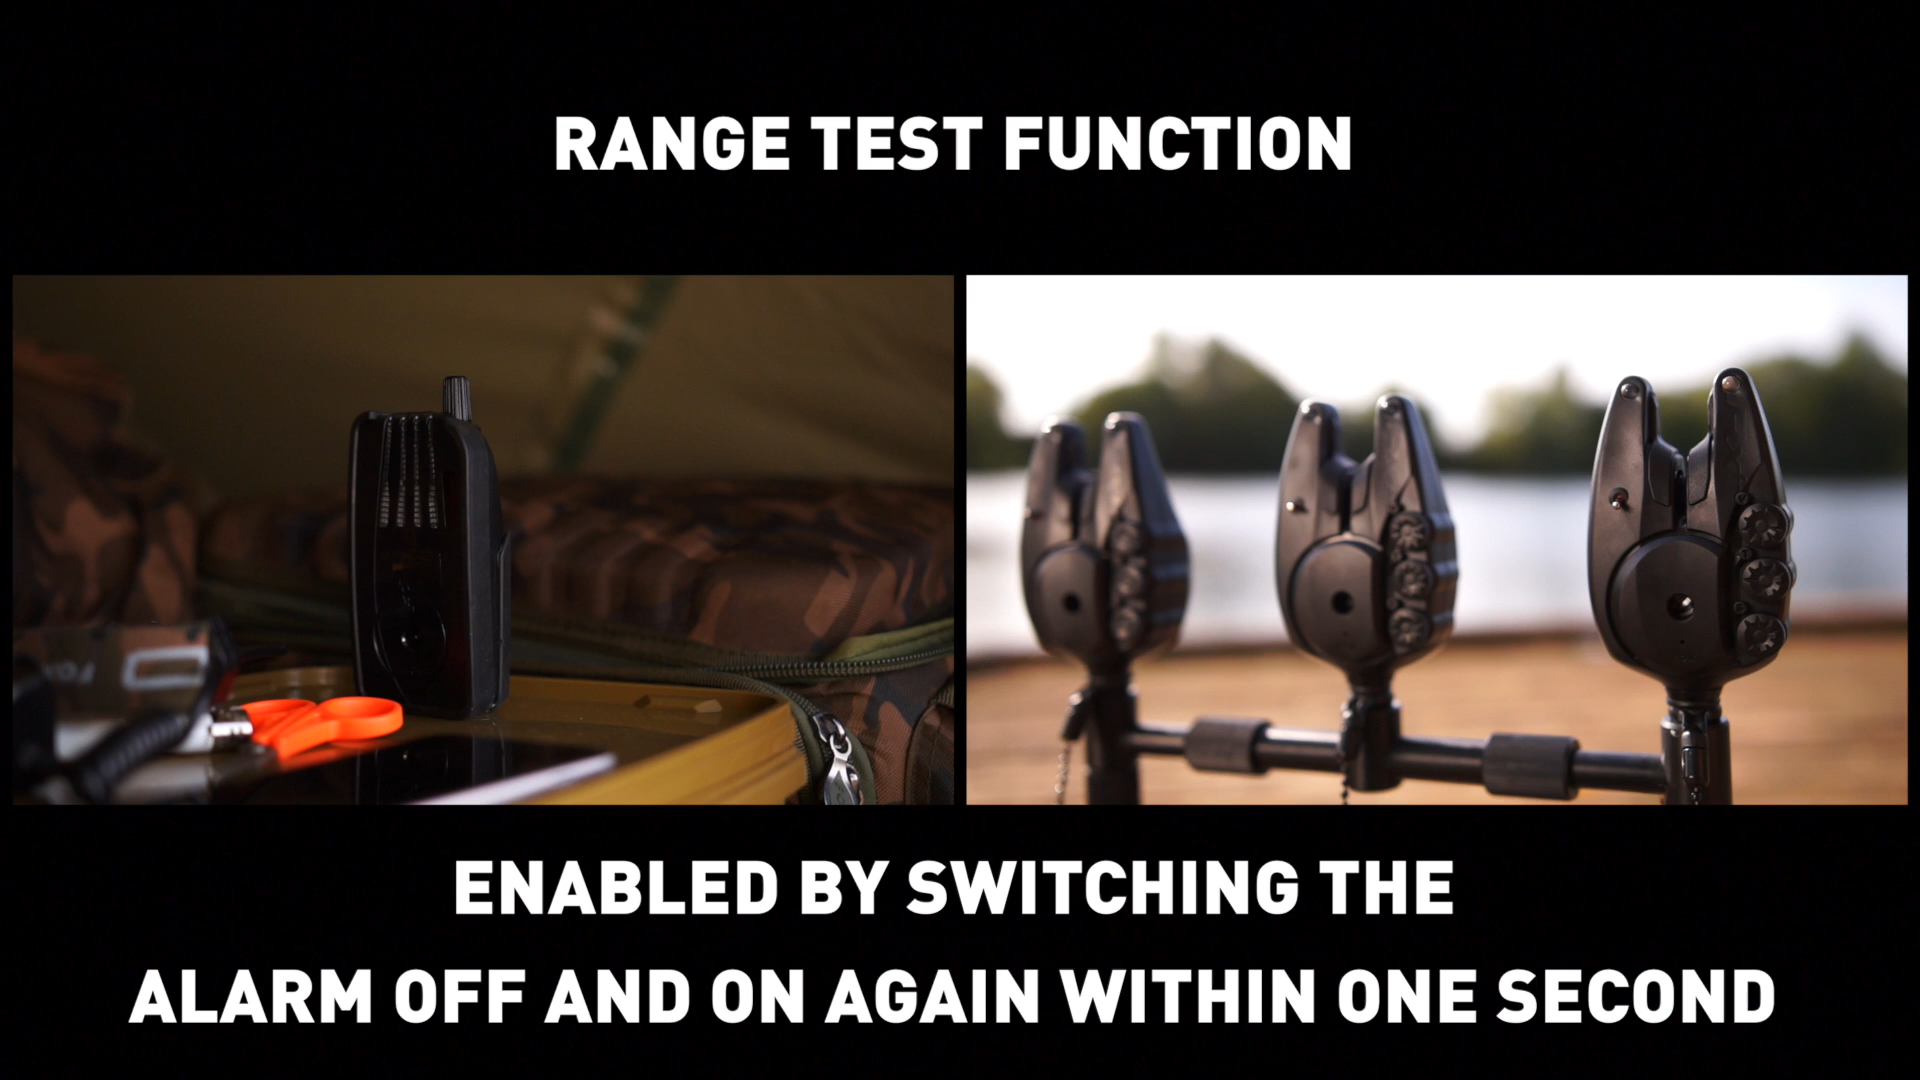 RANGE TEST FUNCTION
ENABLED BY SWITCHING THE
ALARM OFF AND ON AGAIN WITHIN ONE SECOND